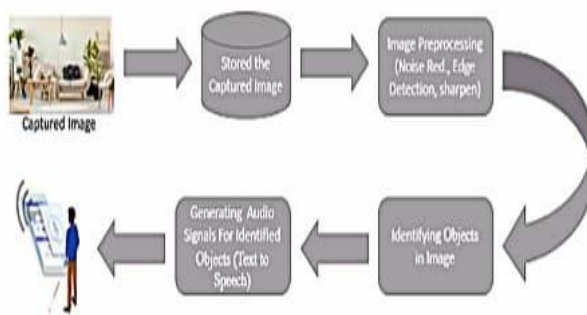 Captured Image
Stored the
Captured Image
Image Preprocessing
(Noise Red., Edge
Detection, sharpen)
Identifying Objects
in Image
Generating Audio
Signals For Identified
Objects (Text to
Speech)